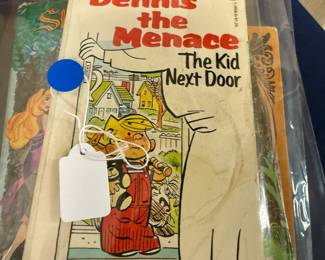 Dennis
the
Menace
The Kid
Next Door